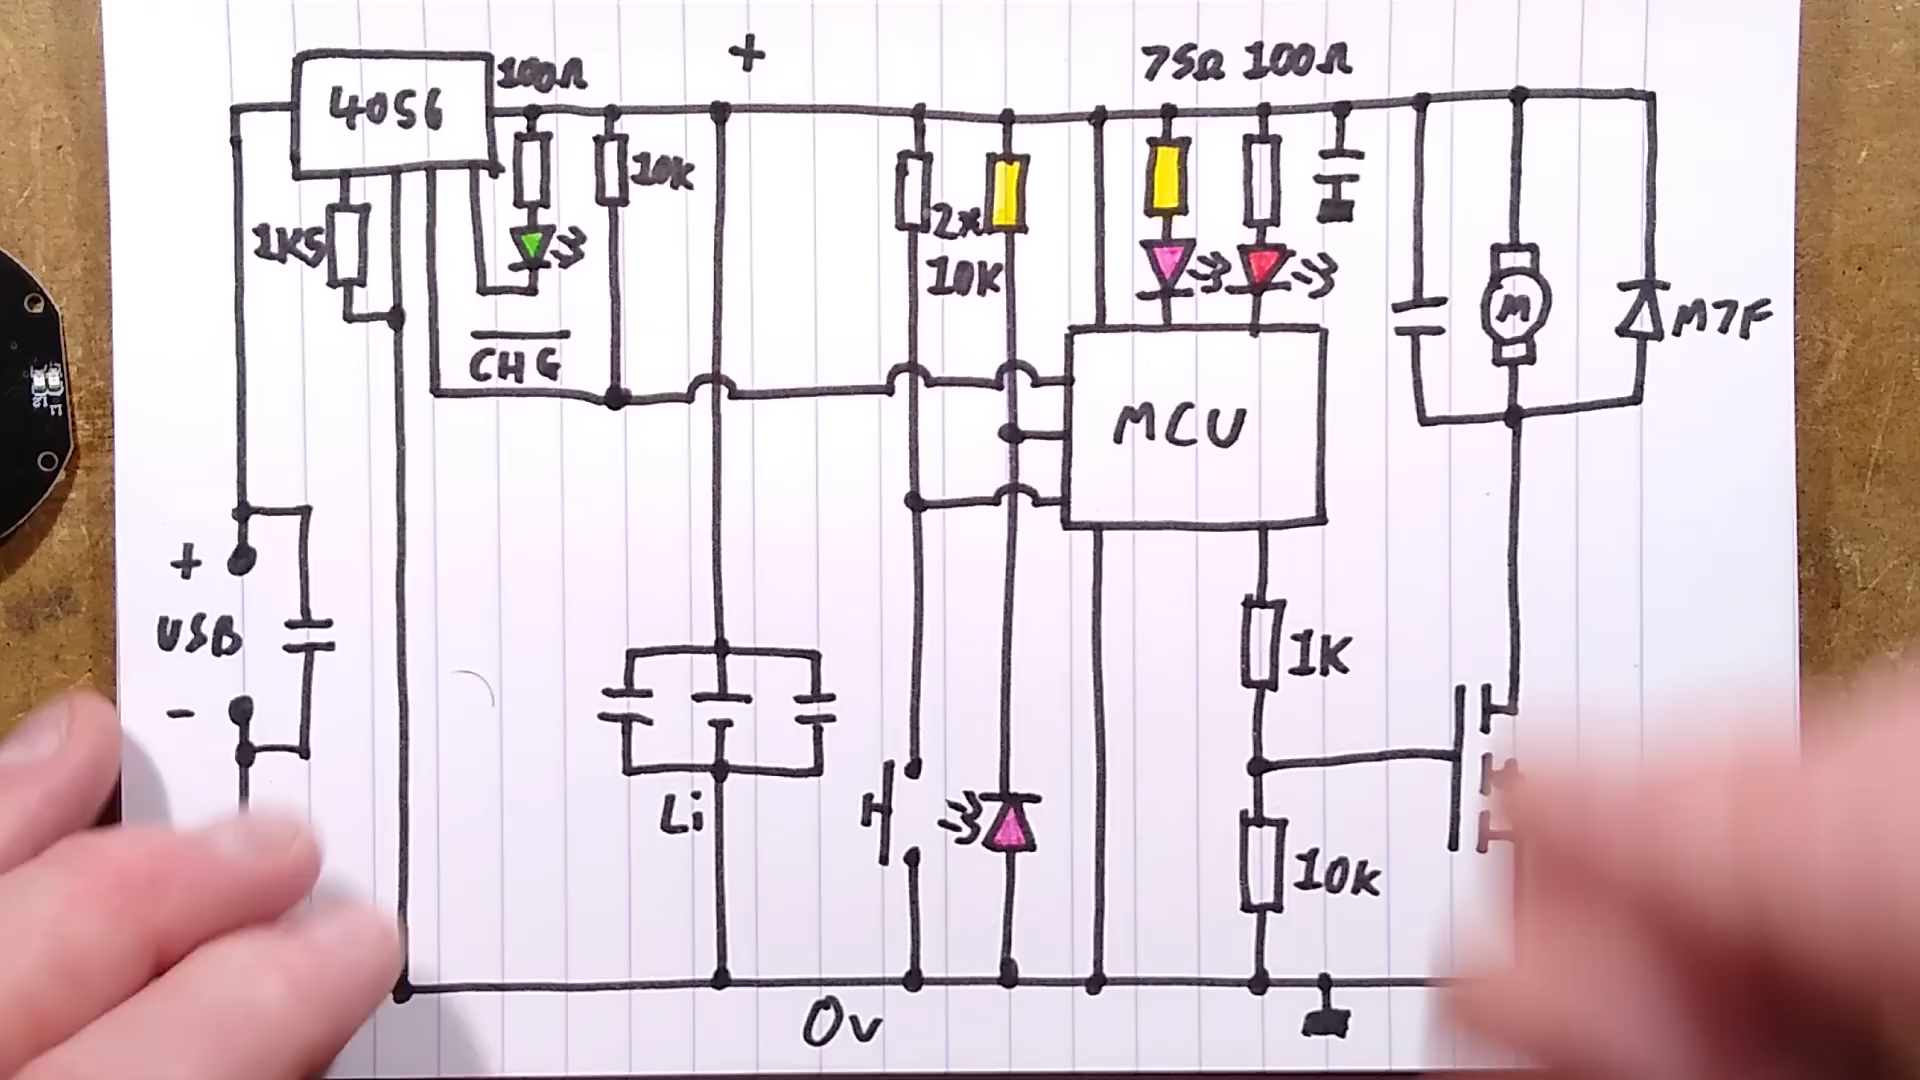 +
4056
100Ω
75Ω 100Ω
10K
1K5
2x
10K
CHG
M
M7F
MCU
+
USB
-
1K
Li
10K
0v